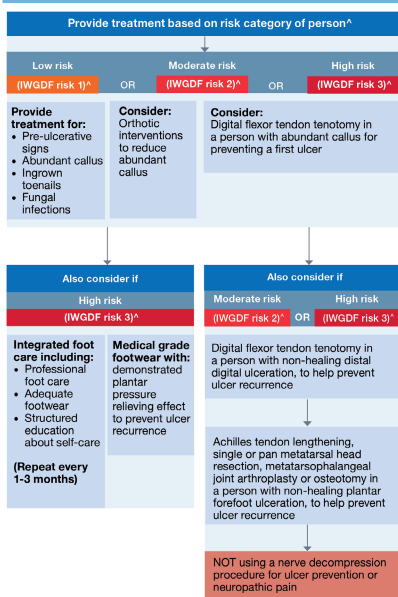 Provide treatment based on risk category of person^
Low risk
(IWGDF risk 1)^
OR
Moderate risk
(IWGDF risk 2)^
OR
High risk
(IWGDF risk 3)^
Provide
treatment for:
• Pre-ulcerative
signs
• Abundant callus
• Ingrown
toenails
• Fungal
infections
Consider:
Orthotic
interventions
to reduce
abundant
callus
Consider:
Digital flexor tendon tenotomy in
a person with abundant callus for
preventing a first ulcer
Also consider if
High risk
(IWGDF risk 3)^
Integrated foot
care including:
• Professional
foot care
• Adequate
footwear
• Structured
education
about self-care
(Repeat every
1-3 months)
Medical grade
footwear with:
demonstrated
plantar
pressure
relieving effect
to prevent ulcer
recurrence
Also consider if
Moderate risk
(IWGDF risk 2)^
OR
High risk
(IWGDF risk 3)^
Digital flexor tendon tenotomy in
a person with non-healing distal
digital ulceration, to help prevent
ulcer recurrence
Achilles tendon lengthening,
single or pan metatarsal head
resection, metatarsophalangeal
joint arthroplasty or osteotomy in
a person with non-healing plantar
forefoot ulceration, to help prevent
ulcer recurrence
NOT using a nerve decompression
procedure for ulcer prevention or
neuropathic pain